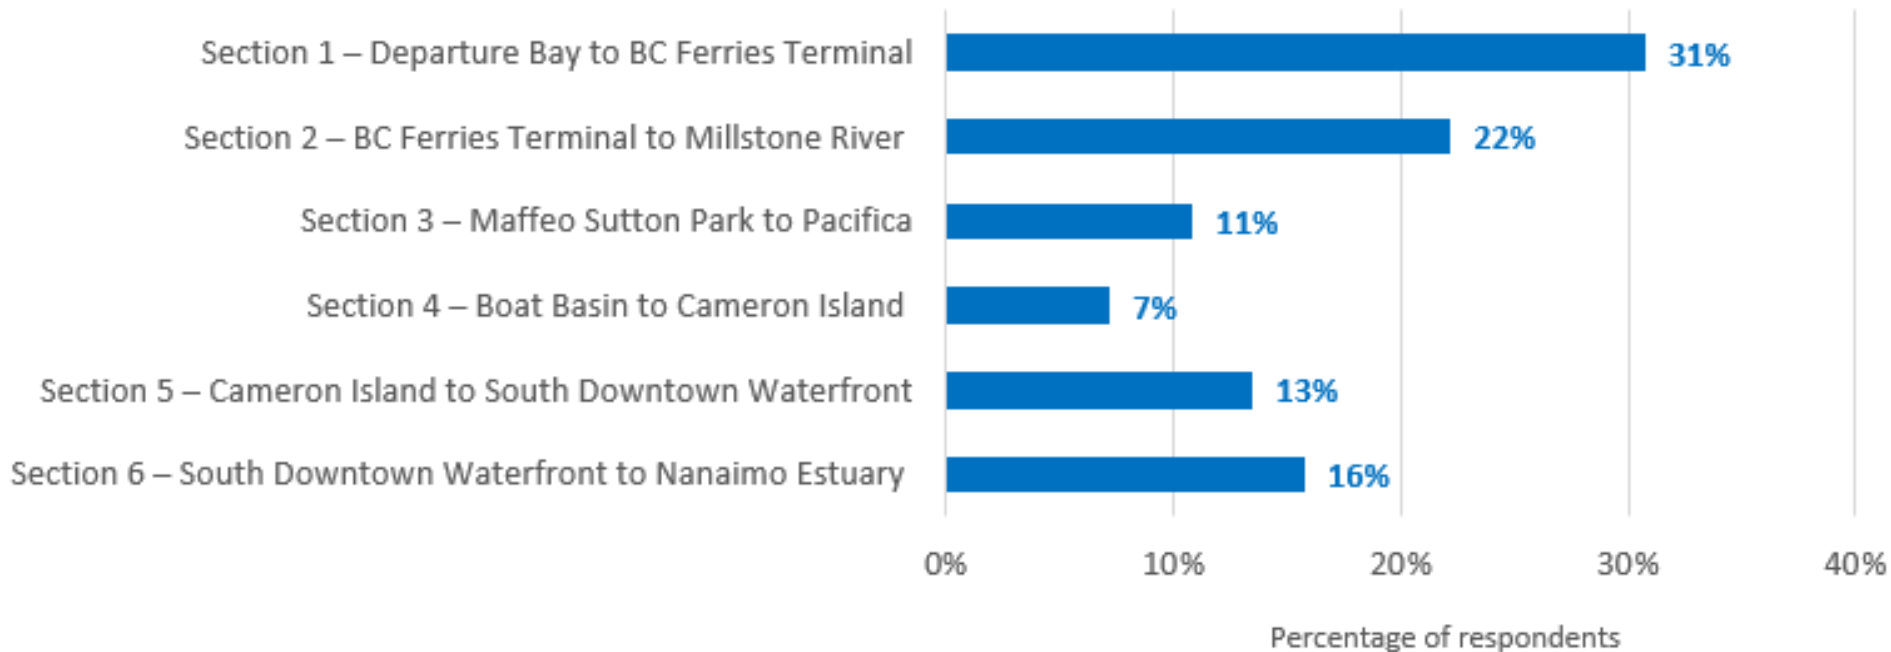 Section 1 – Departure Bay to BC Ferries Terminal 31%
Section 2 – BC Ferries Terminal to Millstone River 22%
Section 3 – Maffeo Sutton Park to Pacifica 11%
Section 4 – Boat Basin to Cameron Island 7%
Section 5 – Cameron Island to South Downtown Waterfront 13%
Section 6 – South Downtown Waterfront to Nanaimo Estuary 16%
0% 10% 20% 30% 40%
Percentage of respondents